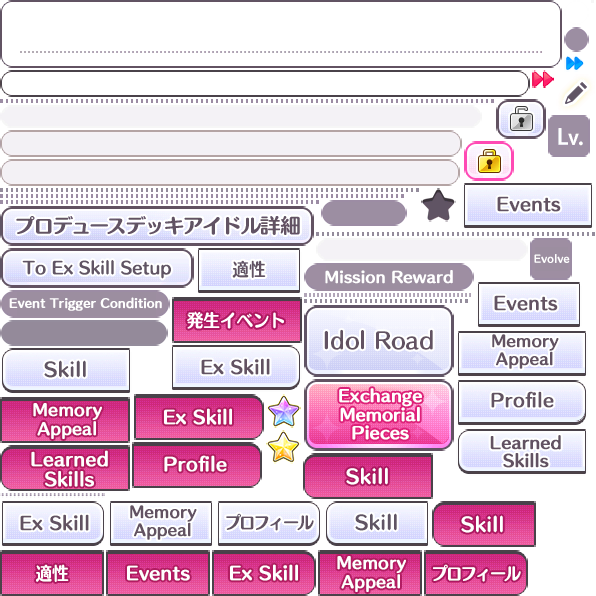 Lv.
Events
プロデュースデッキアイドル詳細
To Ex Skill Setup
適性
Mission Reward
Evolve
Event Trigger Condition
発生イベント
Events
Idol Road
Memory
Appeal
Skill
Ex Skill
Exchange
Memorial
Pieces
Profile
Memory
Appeal
Ex Skill
Learned
Skills
Learned
Skills
Profile
Skill
Ex Skill
Memory
Appeal
プロフィール
Skill
Skill
適性
Events
Ex Skill
Memory
Appeal
プロフィール